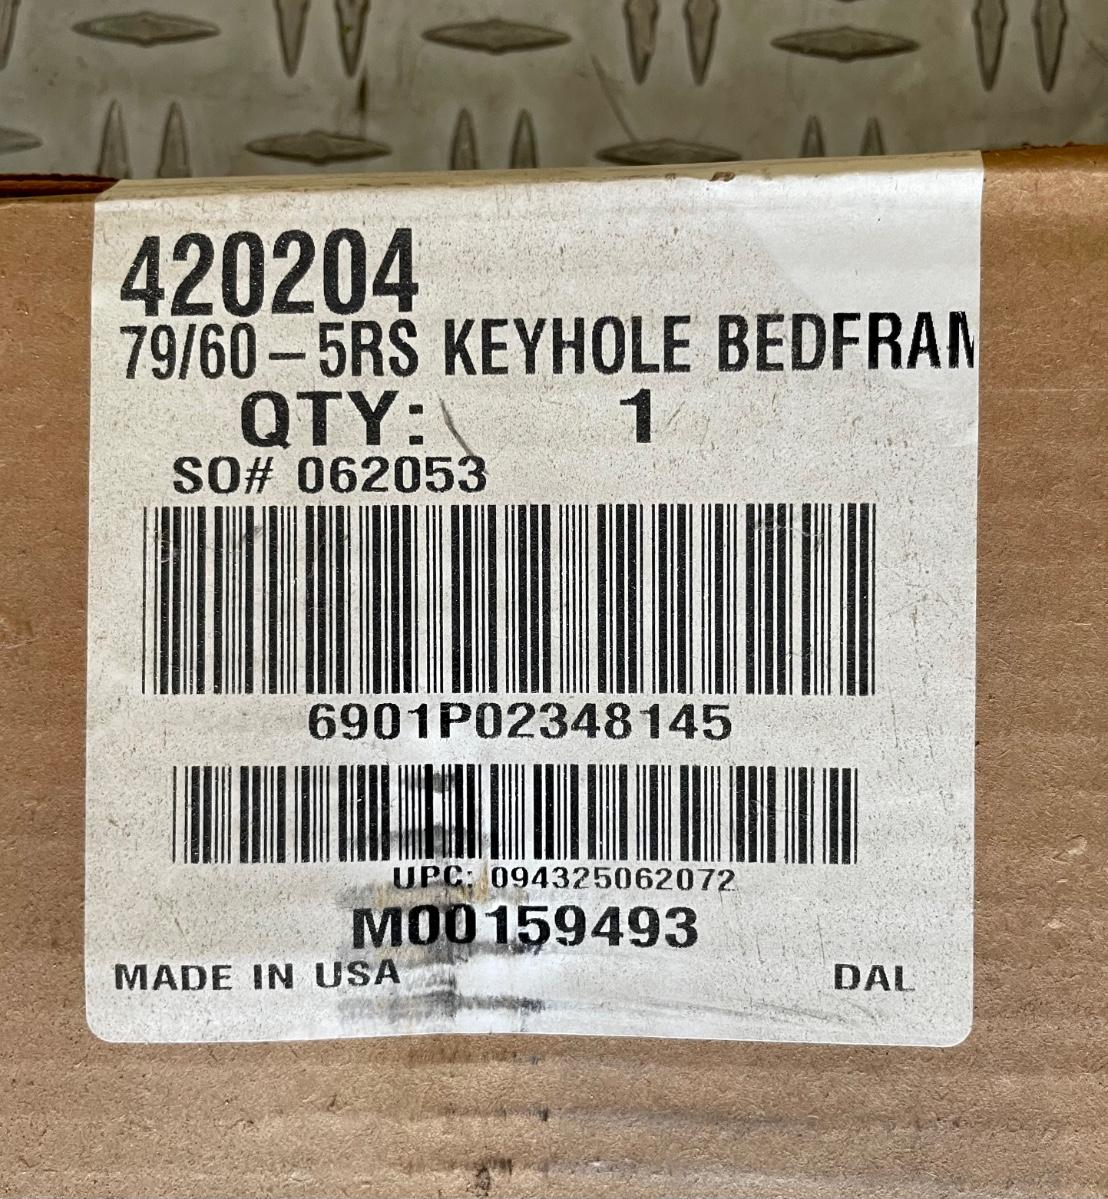 420204
79/60-5RS KEYHOLE BEDFRAM
QTY: 1
SO# 062053
6901P02348145
UPC: 094325062072
M00159493
MADE IN USA DAL